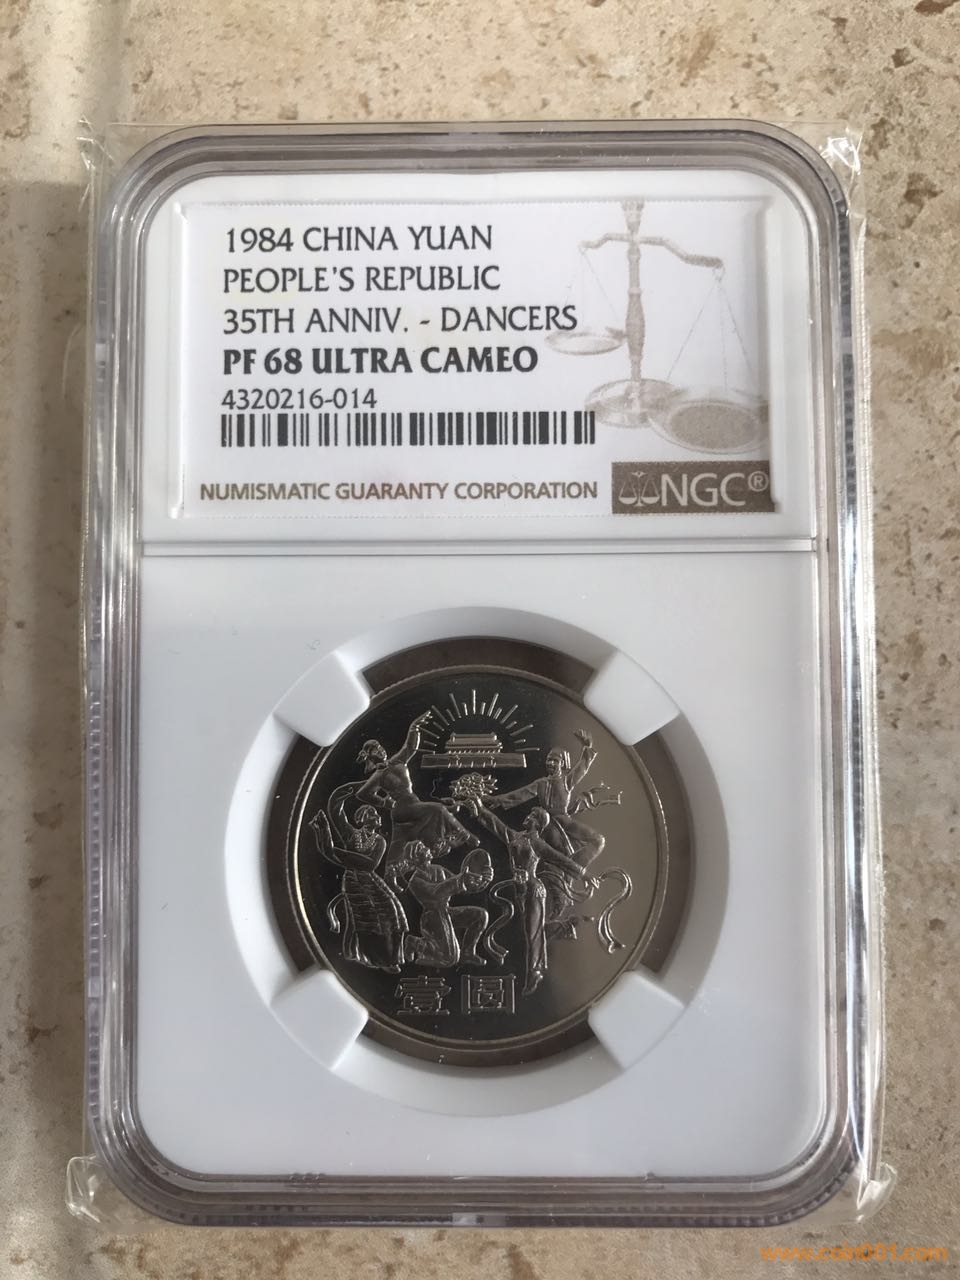 1984 CHINA YUAN
PEOPLE'S REPUBLIC
35TH ANNIV. - DANCERS
PF 68 ULTRA CAMEO
4320216-014
NUMISMATIC GUARANTY CORPORATION
NGC®
壹圆
www.coin001.com